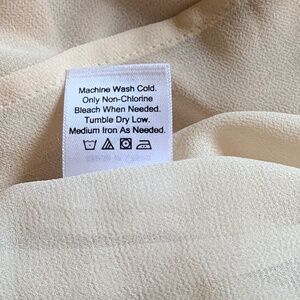 Machine Wash Cold.
Only Non-Chlorine
Bleach When Needed.
Tumble Dry Low.
Medium Iron As Needed.